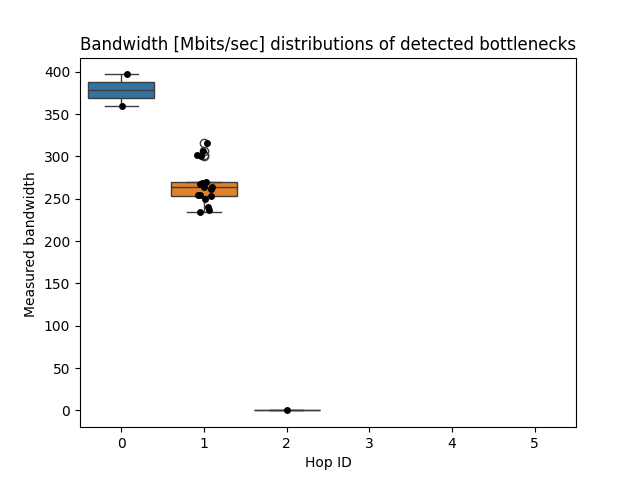 Bandwidth [Mbits/sec] distributions of detected bottlenecks
400
350
300
250
200
150
100
50
0
Measured bandwidth
0 1 2 3 4 5
Hop ID